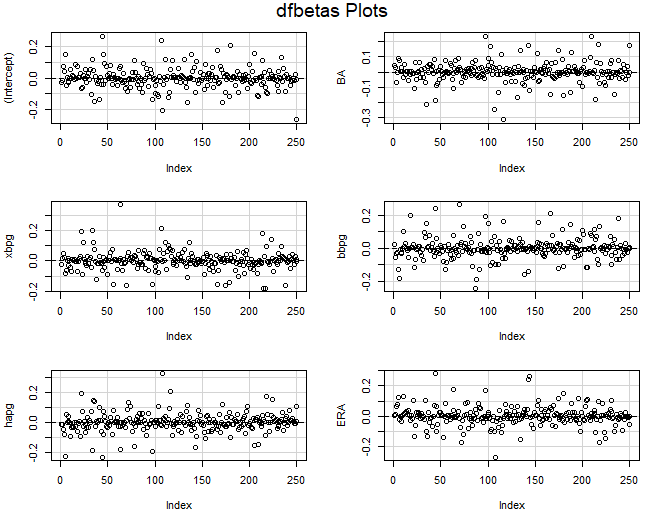 dfbetas Plots
(Intercept)
-0.2 0.0 0.2
0 50 100 150 200 250
Index
BA
-0.3 -0.1 0.1
0 50 100 150 200 250
Index
xbpg
-0.2 0.0 0.2
0 50 100 150 200 250
Index
bbpg
-0.2 0.0 0.2
0 50 100 150 200 250
Index
hapg
-0.2 0.0 0.2
0 50 100 150 200 250
Index
ERA
-0.2 0.0 0.2
0 50 100 150 200 250
Index